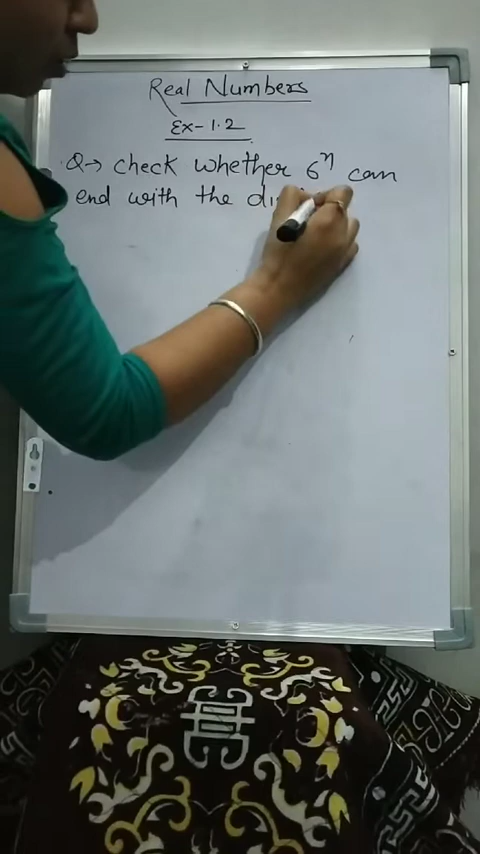 Real Numbers
Ex-1.2
Q→ check whether 6ⁿ can
end with the